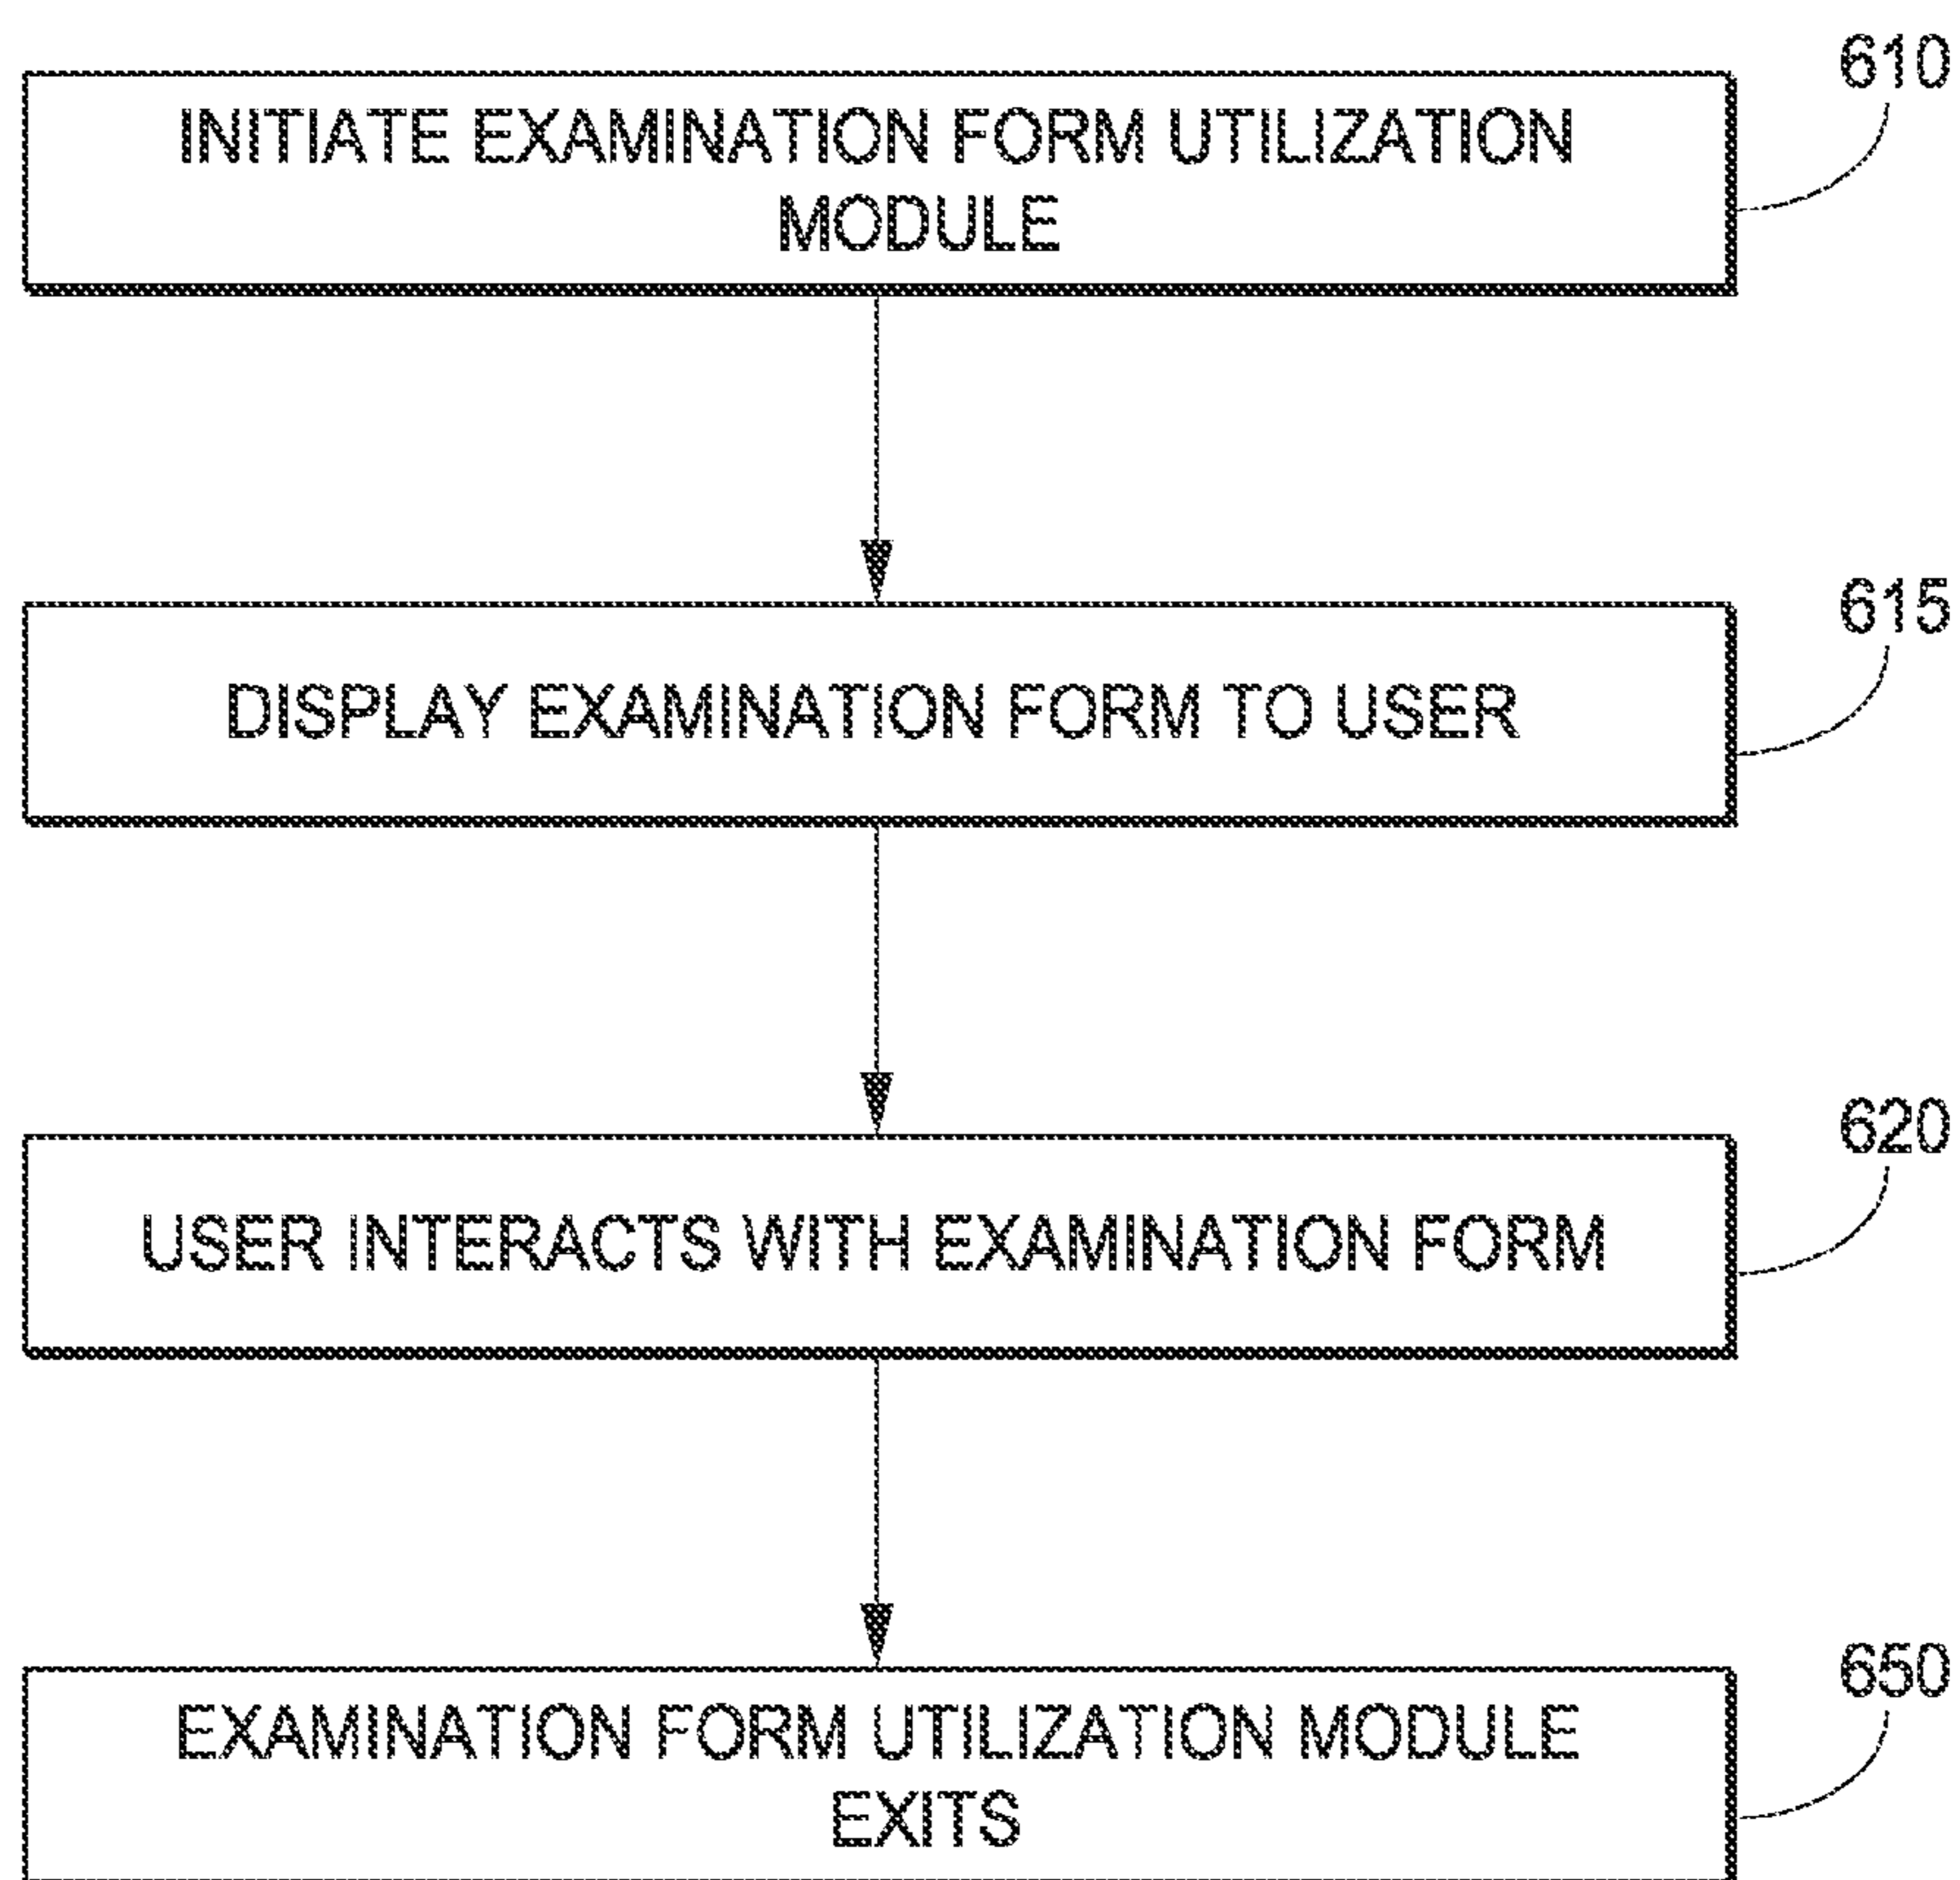 610
INITIATE EXAMINATION FORM UTILIZATION
MODULE
615
DISPLAY EXAMINATION FORM TO USER
620
USER INTERACTS WITH EXAMINATION FORM
650
EXAMINATION FORM UTILIZATION MODULE
EXITS